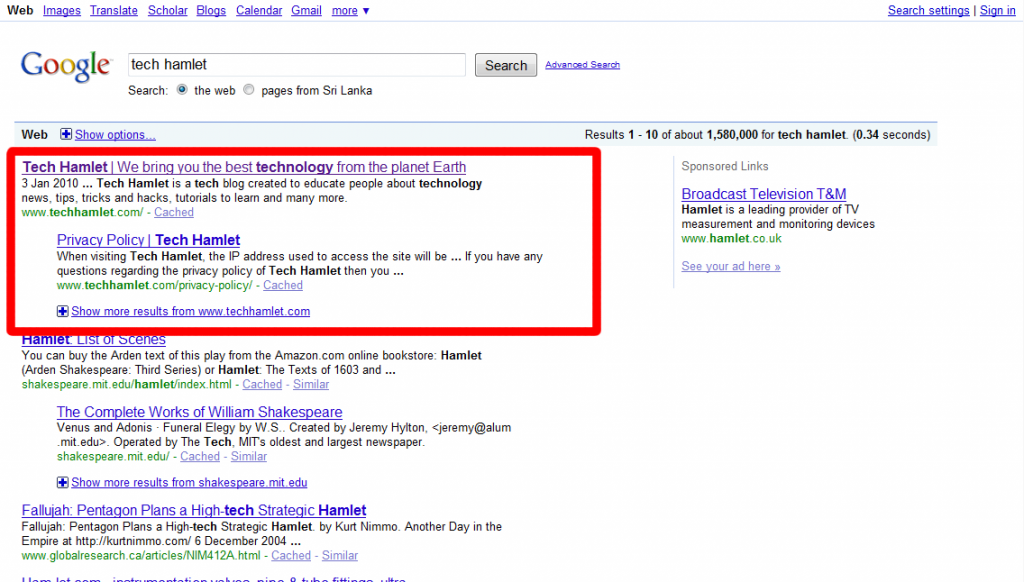 Web Images Translate Scholar Blogs Calendar Gmail more ▼
Search settings | Sign in
Google
tech hamlet
Search
Advanced Search
Search: the web pages from Sri Lanka
Web Show options...
Results 1 - 10 of about 1,580,000 for tech hamlet. (0.34 seconds)
Tech Hamlet | We bring you the best technology from the planet Earth
3 Jan 2010 ... Tech Hamlet is a tech blog created to educate people about technology
news, tips, tricks and hacks, tutorials to learn and many more.
www.techhamlet.com/ - Cached
Privacy Policy | Tech Hamlet
When visiting Tech Hamlet, the IP address used to access the site will be ... If you have any
questions regarding the privacy policy of Tech Hamlet then you ...
www.techhamlet.com/privacy-policy/ - Cached
Show more results from www.techhamlet.com
Hamlet: List of Scenes
You can buy the Arden text of this play from the Amazon.com online bookstore: Hamlet
(Arden Shakespeare: Third Series) or Hamlet: The Texts of 1603 and ...
shakespeare.mit.edu/hamlet/index.html - Cached - Similar
The Complete Works of William Shakespeare
Venus and Adonis · Funeral Elegy by W.S.. Created by Jeremy Hylton, <jeremy@alum
.mit.edu>. Operated by The Tech, MIT's oldest and largest newspaper.
shakespeare.mit.edu/ - Cached - Similar
Show more results from shakespeare.mit.edu
Fallujah: Pentagon Plans a High-tech Strategic Hamlet
Fallujah: Pentagon Plans a High-tech Strategic Hamlet. by Kurt Nimmo. Another Day in the
Empire at http://kurtnimmo.com/ 6 December 2004 ...
www.globalresearch.ca/articles/NIM412A.html - Cached - Similar
Ham-let.com - instrumentation valves, pipe & tube fittings, ultra
Sponsored Links
Broadcast Television T&M
Hamlet is a leading provider of TV
measurement and monitoring devices
www.hamlet.co.uk
See your ad here »